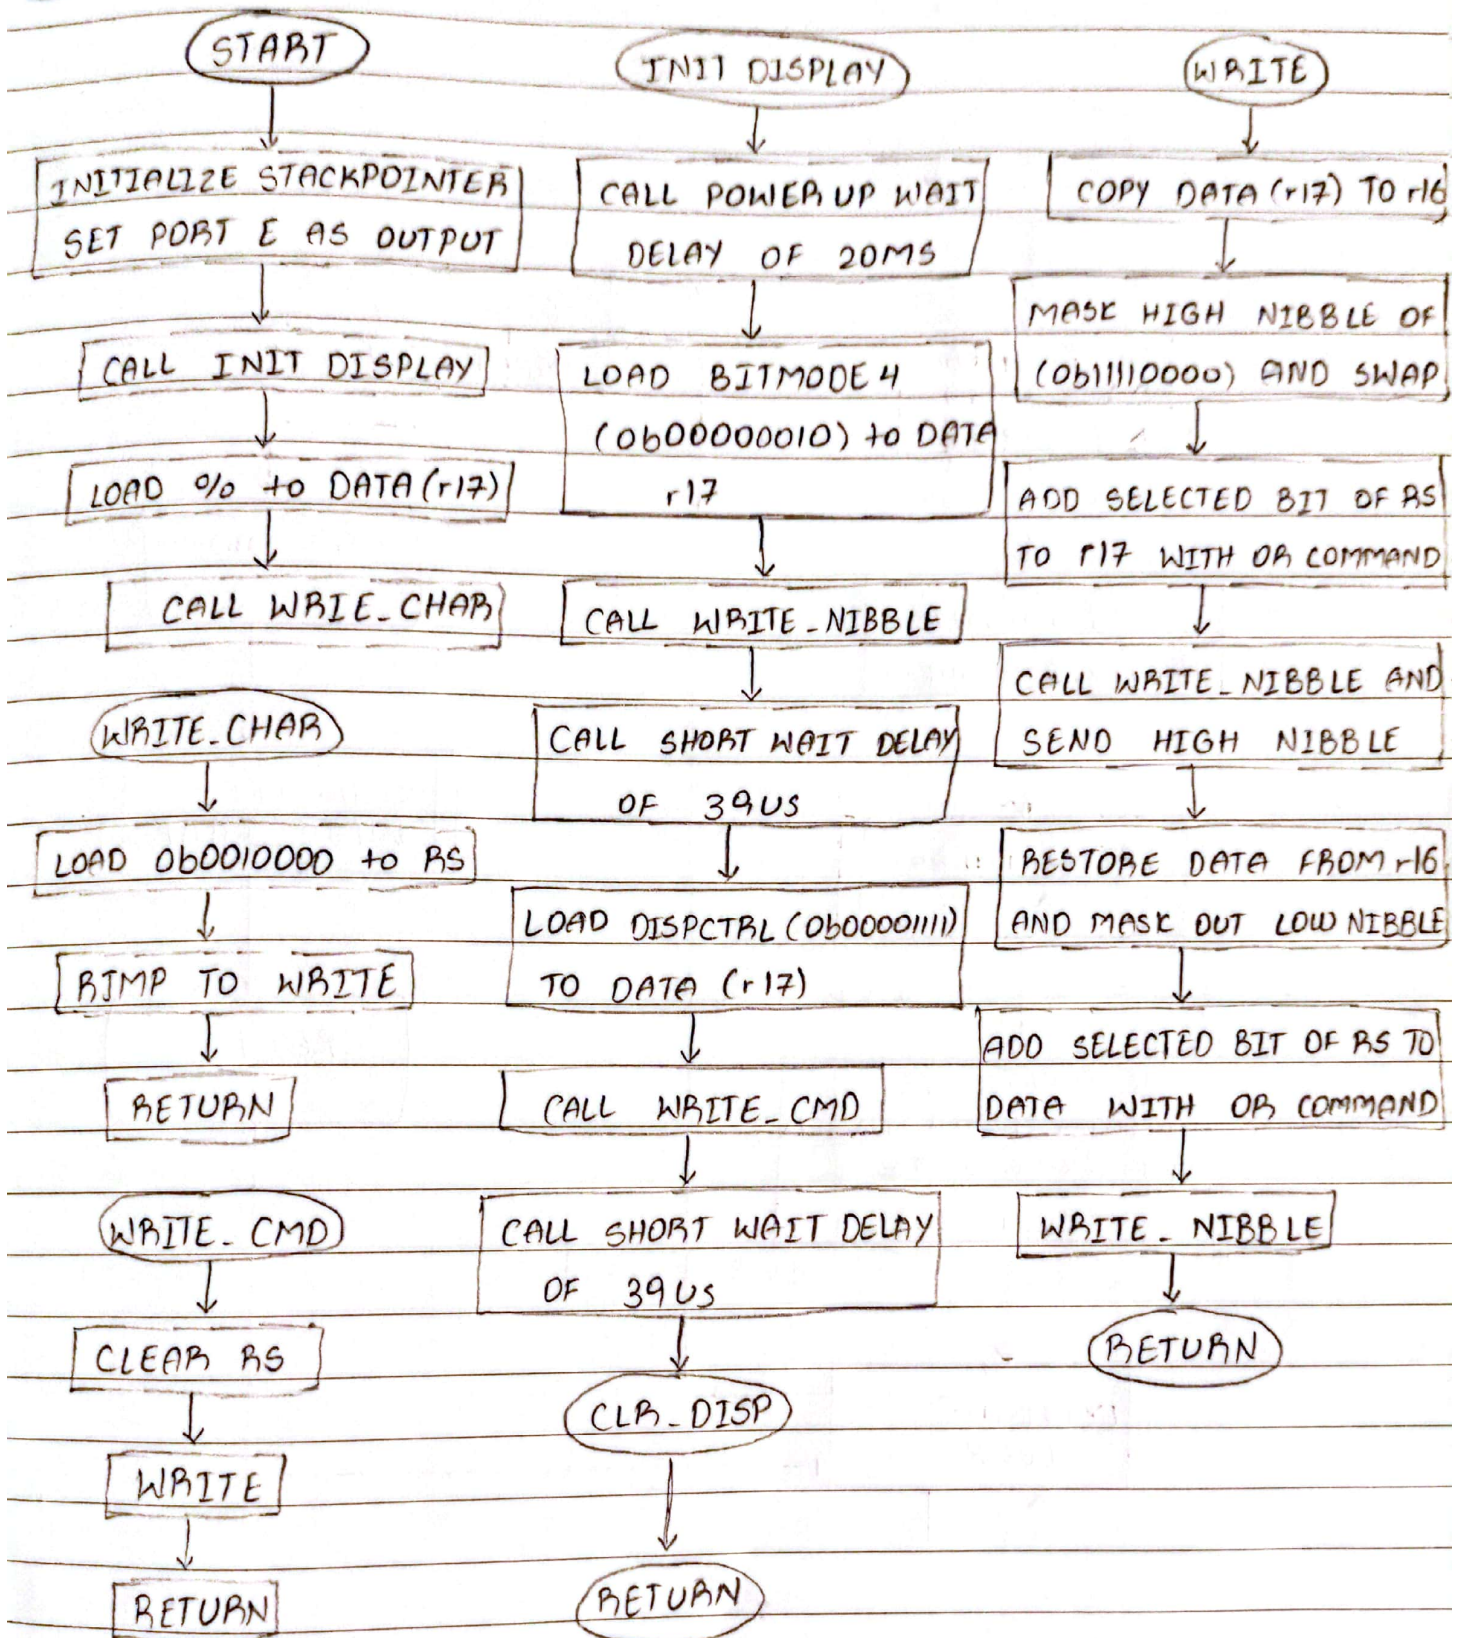 START
INITIALIZE STACKPOINTER
SET PORT E AS OUTPUT
CALL INIT DISPLAY
LOAD % to DATA (r17)
CALL WRIE_CHAR
WRITE_CHAR
LOAD 0b0010000 to RS
RJMP TO WRITE
RETURN
WRITE_CMD
CLEAR RS
WRITE
RETURN
INIT DISPLAY
CALL POWER UP WAIT
DELAY OF 20MS
LOAD BITMODE 4
(0b00000010) to DATA
r17
CALL WRITE_NIBBLE
CALL SHORT WAIT DELAY
OF 39US
LOAD DISPCTRL (0b00001111)
TO DATA (r17)
CALL WRITE_CMD
CALL SHORT WAIT DELAY
OF 39US
CLR_DISP
RETURN
WRITE
COPY DATA (r17) TO r16
MASK HIGH NIBBLE OF
(0b11110000) AND SWAP
ADD SELECTED BIT OF RS
TO r17 WITH OR COMMAND
CALL WRITE_NIBBLE AND
SEND HIGH NIBBLE
RESTORE DATA FROM r16
AND MASK OUT LOW NIBBLE
ADD SELECTED BIT OF RS TO
DATA WITH OR COMMAND
WRITE_NIBBLE
RETURN